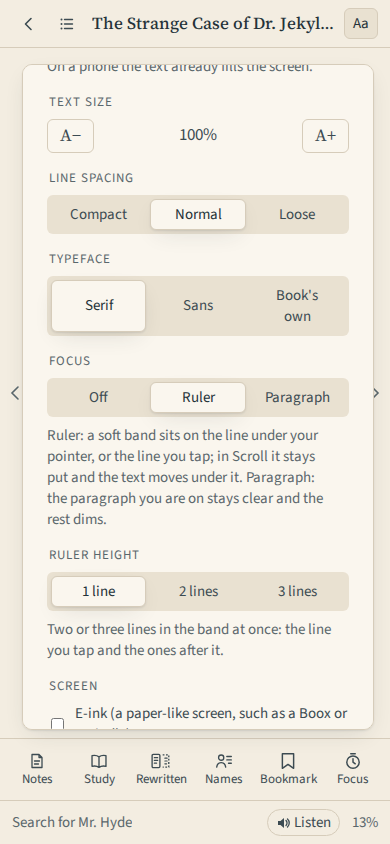 The Strange Case of Dr. Jekyl...
Aa
On a phone the text already fills the screen.
TEXT SIZE
A−
100%
A+
LINE SPACING
Compact
Normal
Loose
TYPEFACE
Serif
Sans
Book's
own
FOCUS
Off
Ruler
Paragraph
Ruler: a soft band sits on the line under your
pointer, or the line you tap; in Scroll it stays
put and the text moves under it. Paragraph:
the paragraph you are on stays clear and the
rest dims.
RULER HEIGHT
1 line
2 lines
3 lines
Two or three lines in the band at once: the line
you tap and the ones after it.
SCREEN
E-ink (a paper-like screen, such as a Boox or
Notes
Study
Rewritten
Names
Bookmark
Focus
Search for Mr. Hyde
Listen
13%